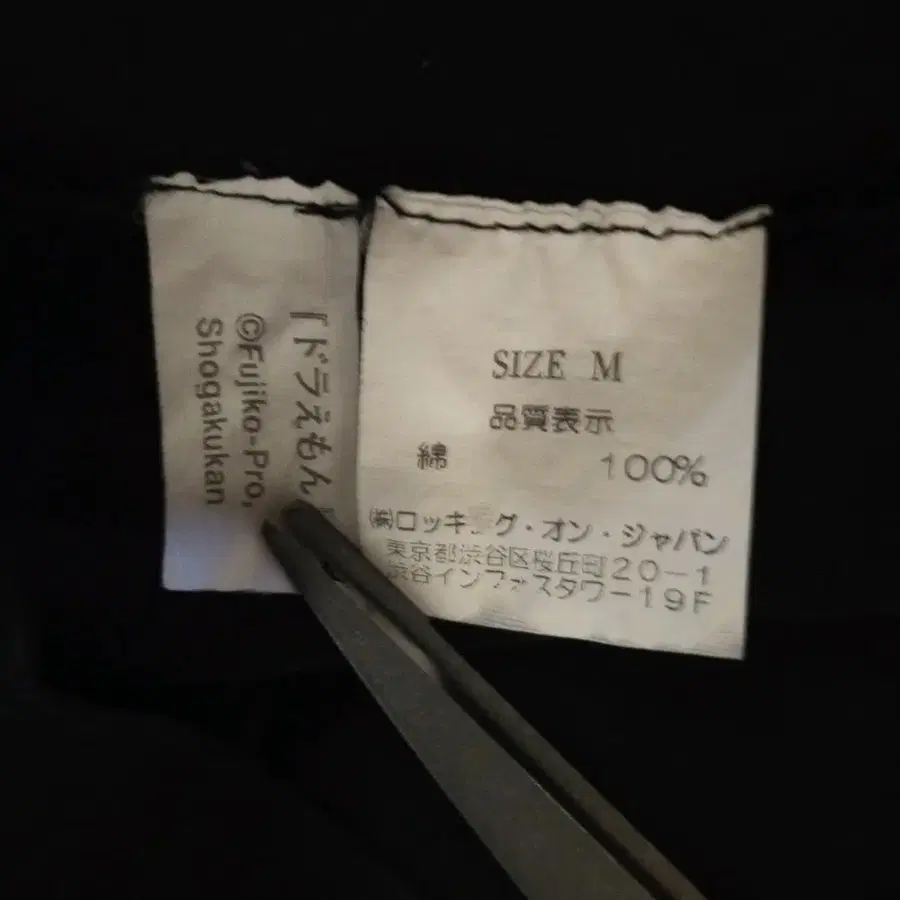 『ドラえもん
©Fujiko-Pro,
Shogakukan
SIZE M
品質表示
綿 100%
㈱ロッキング・オン・ジャパン
東京都渋谷区桜丘町20-1
渋谷インフォスタワー19F